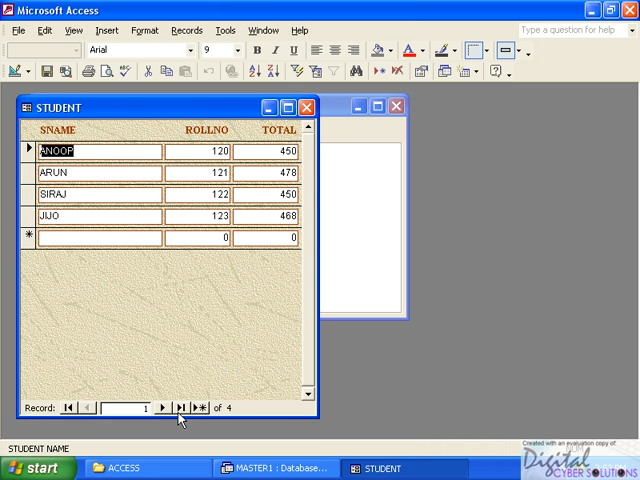 Microsoft Access
File Edit View Insert Format Records Tools Window Help Type a question for help
Arial 9 B I U A
STUDENT
SNAME ROLLNO TOTAL
ANOOP 120 450
ARUN 121 478
SIRAJ 122 450
JIJO 123 468
0 0
Record: 1 of 4
STUDENT NAME NUM
Created with an evaluation copy of:
Digital
CYBER SOLUTIONS
start ACCESS MASTER1 : Database... STUDENT